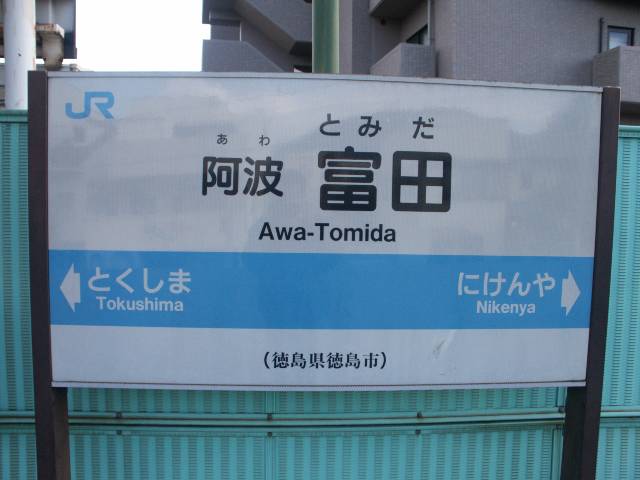 JR
あわ とみだ
阿波 富田
Awa-Tomida
とくしま にけんや
Tokushima Nikenya
（徳島県徳島市）